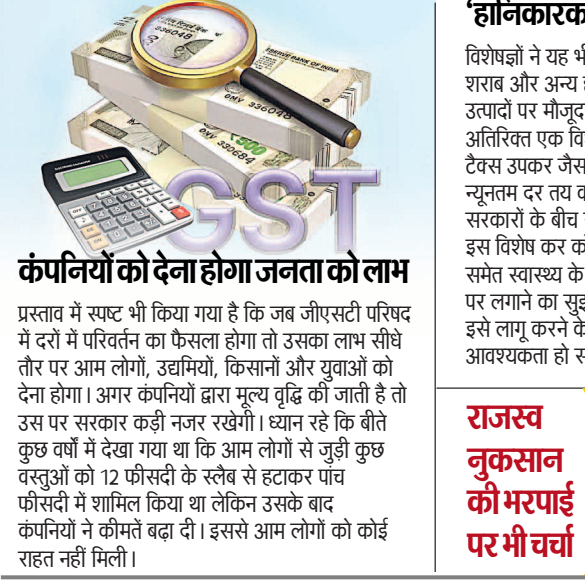 GST
कंपनियों को देना होगा जनता को लाभ
प्रस्ताव में स्पष्ट भी किया गया है कि जब जीएसटी परिषद
में दरों में परिवर्तन का फैसला होगा तो उसका लाभ सीधे
तौर पर आम लोगों, उद्यमियों, किसानों और युवाओं को
देना होगा। अगर कंपनियों द्वारा मूल्य वृद्धि की जाती है तो
उस पर सरकार कड़ी नजर रखेगी। ध्यान रहे कि बीते
कुछ वर्षों में देखा गया था कि आम लोगों से जुड़ी कुछ
वस्तुओं को 12 फीसदी के स्लैब से हटाकर पांच
फीसदी में शामिल किया था लेकिन उसके बाद
कंपनियों ने कीमतें बढ़ा दी। इससे आम लोगों को कोई
राहत नहीं मिली।
'हानिकारक
विशेषज्ञों ने यह
शराब और अन्य
उत्पादों पर मौजूद
अतिरिक्त एक
टैक्स उपकर
न्यूनतम दर तय
सरकारों के बीच
इस विशेष कर
समेत स्वास्थ्य के
पर लगाने का
इसे लागू करने के
आवश्यकता हो
राजस्व
नुकसान
की भरपाई
पर भी चर्चा